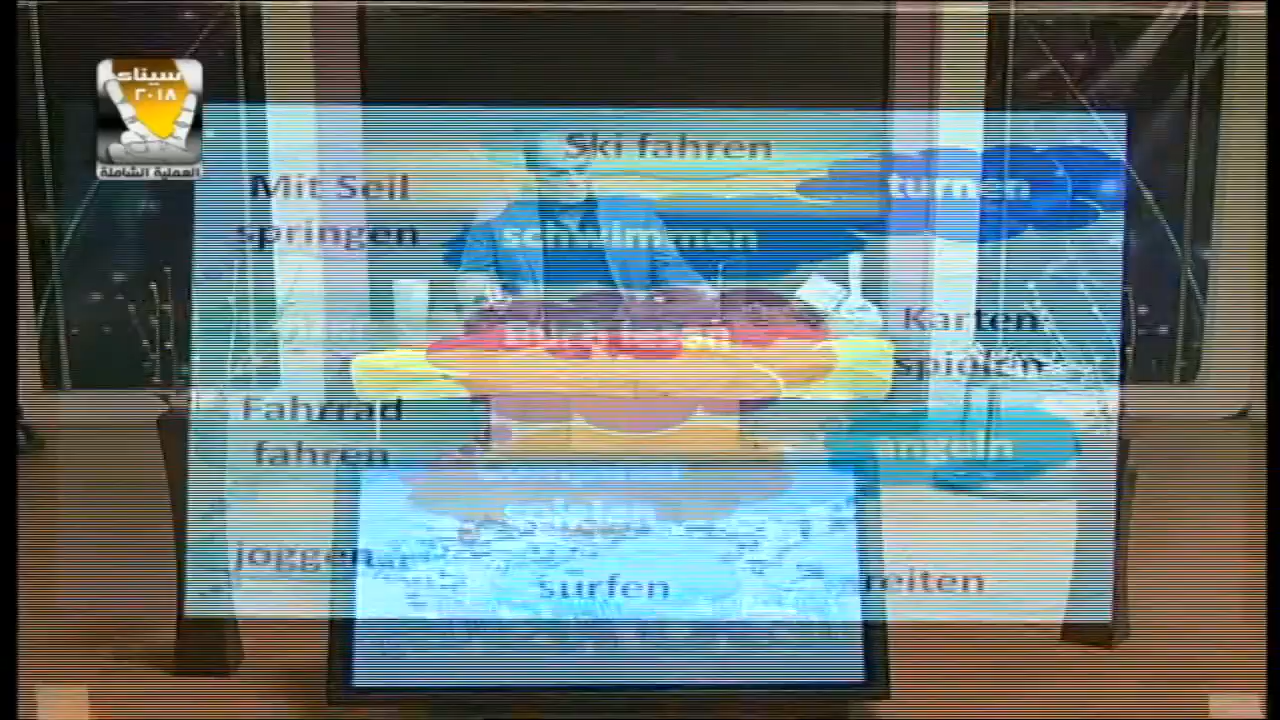 سيناء
٢٠١٨
العملية الشاملة
Ski fahren
Mit Seil
springen
turnen
schwimmen
Karten
spielen
Fahrrad
fahren
angeln
joggen
surfen
reiten